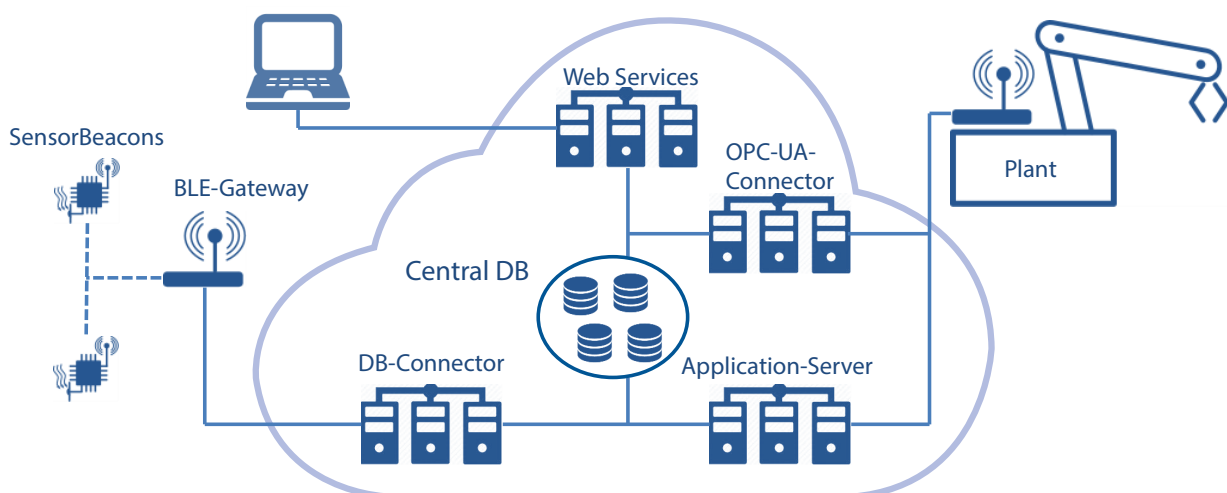 Web Services
SensorBeacons
BLE-Gateway
OPC-UA-
Connector
Plant
Central DB
DB-Connector
Application-Server